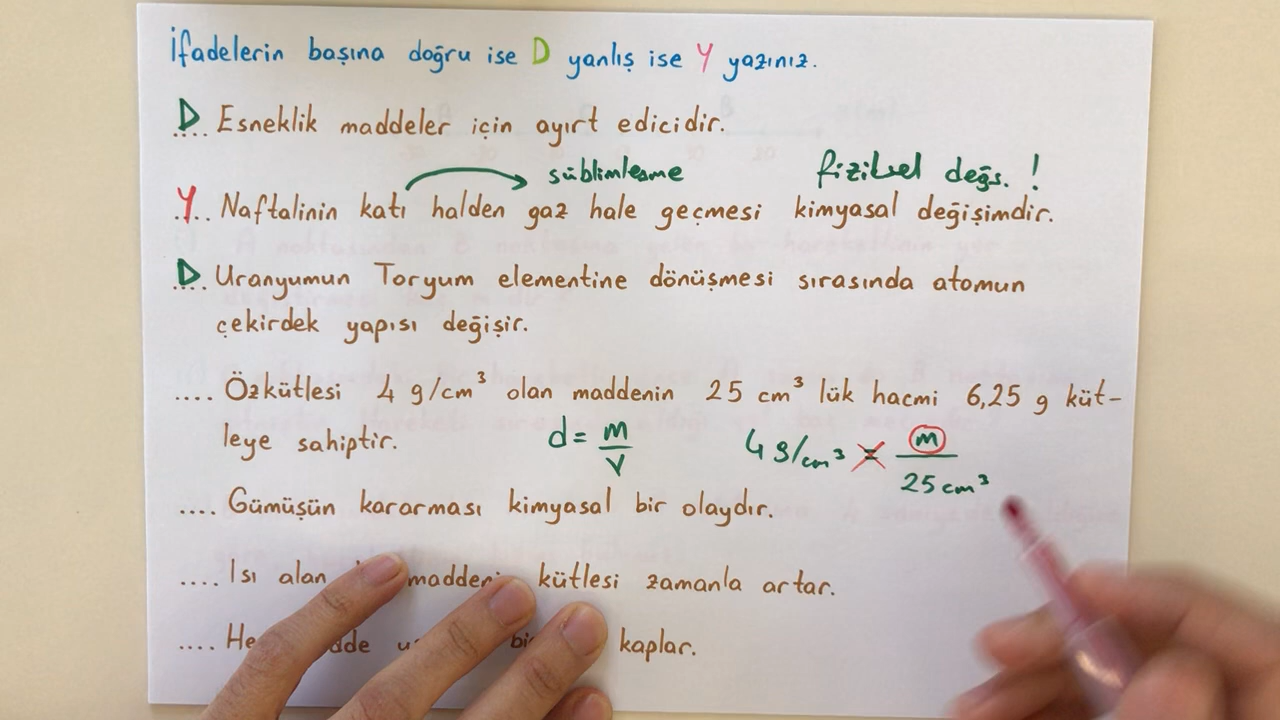 İfadelerin başına doğru ise D yanlış ise Y yazınız.
D Esneklik maddeler için ayırt edicidir.
süblimleşme fiziksel değş. !
Y Naftalinin katı halden gaz hale geçmesi kimyasal değişimdir.
D Uranyumun Toryum elementine dönüşmesi sırasında atomun
çekirdek yapısı değişir.
.... Özkütlesi 4 g/cm³ olan maddenin 25 cm³ lük hacmi 6,25 g küt-
leye sahiptir. d = m/V 4 g/cm³ = m/25 cm³
.... Gümüşün kararması kimyasal bir olaydır.
.... Isı alan kütlesi zamanla artar.
.... kaplar.